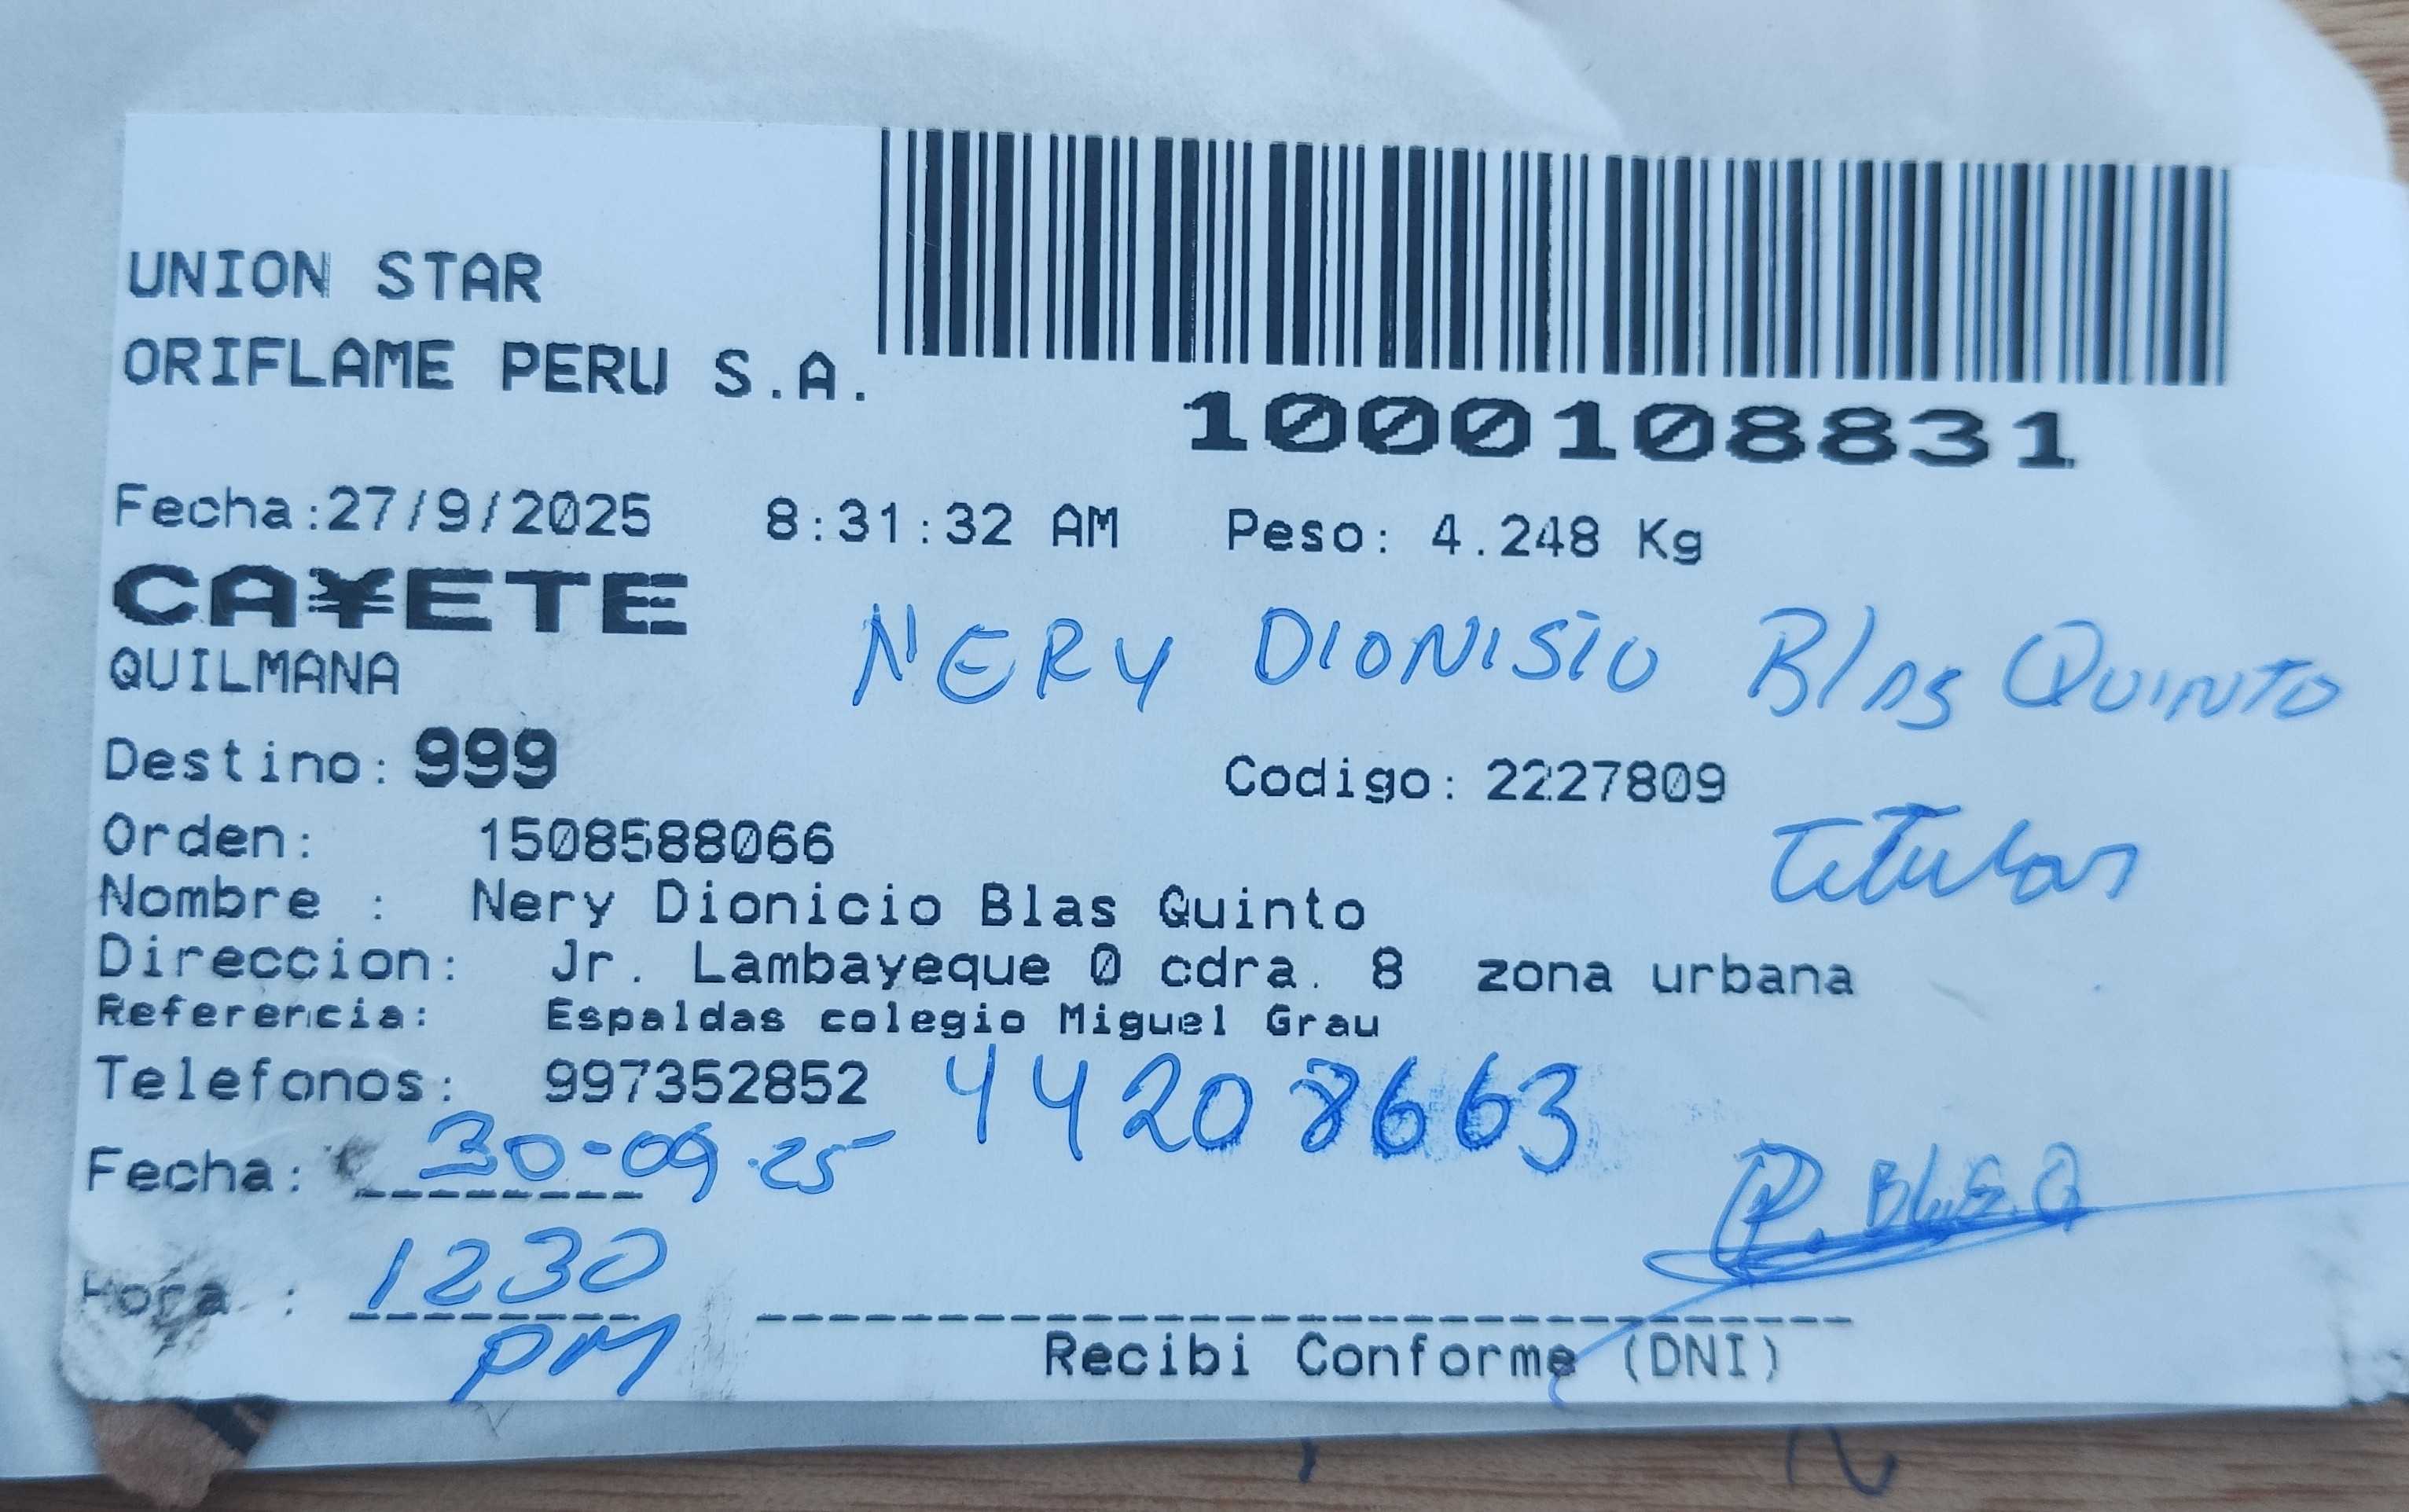 UNION STAR
ORIFLAME PERU S.A.
1000108831
Fecha:27/9/2025 8:31:32 AM Peso: 4.248 Kg
CA¥ETE
QUILMANA
NERY DIONISIO Blas QUINTO
Destino: 999 Codigo: 2227809
Titular
Orden: 1508588066
Nombre : Nery Dionicio Blas Quinto
Direccion: Jr. Lambayeque 0 cdra. 8 zona urbana
Referencia: Espaldas colegio Miguel Grau
Telefonos: 997352852 44208663
Fecha: 30-09-25
Hora : 1230
PM
Recibi Conforme (DNI)